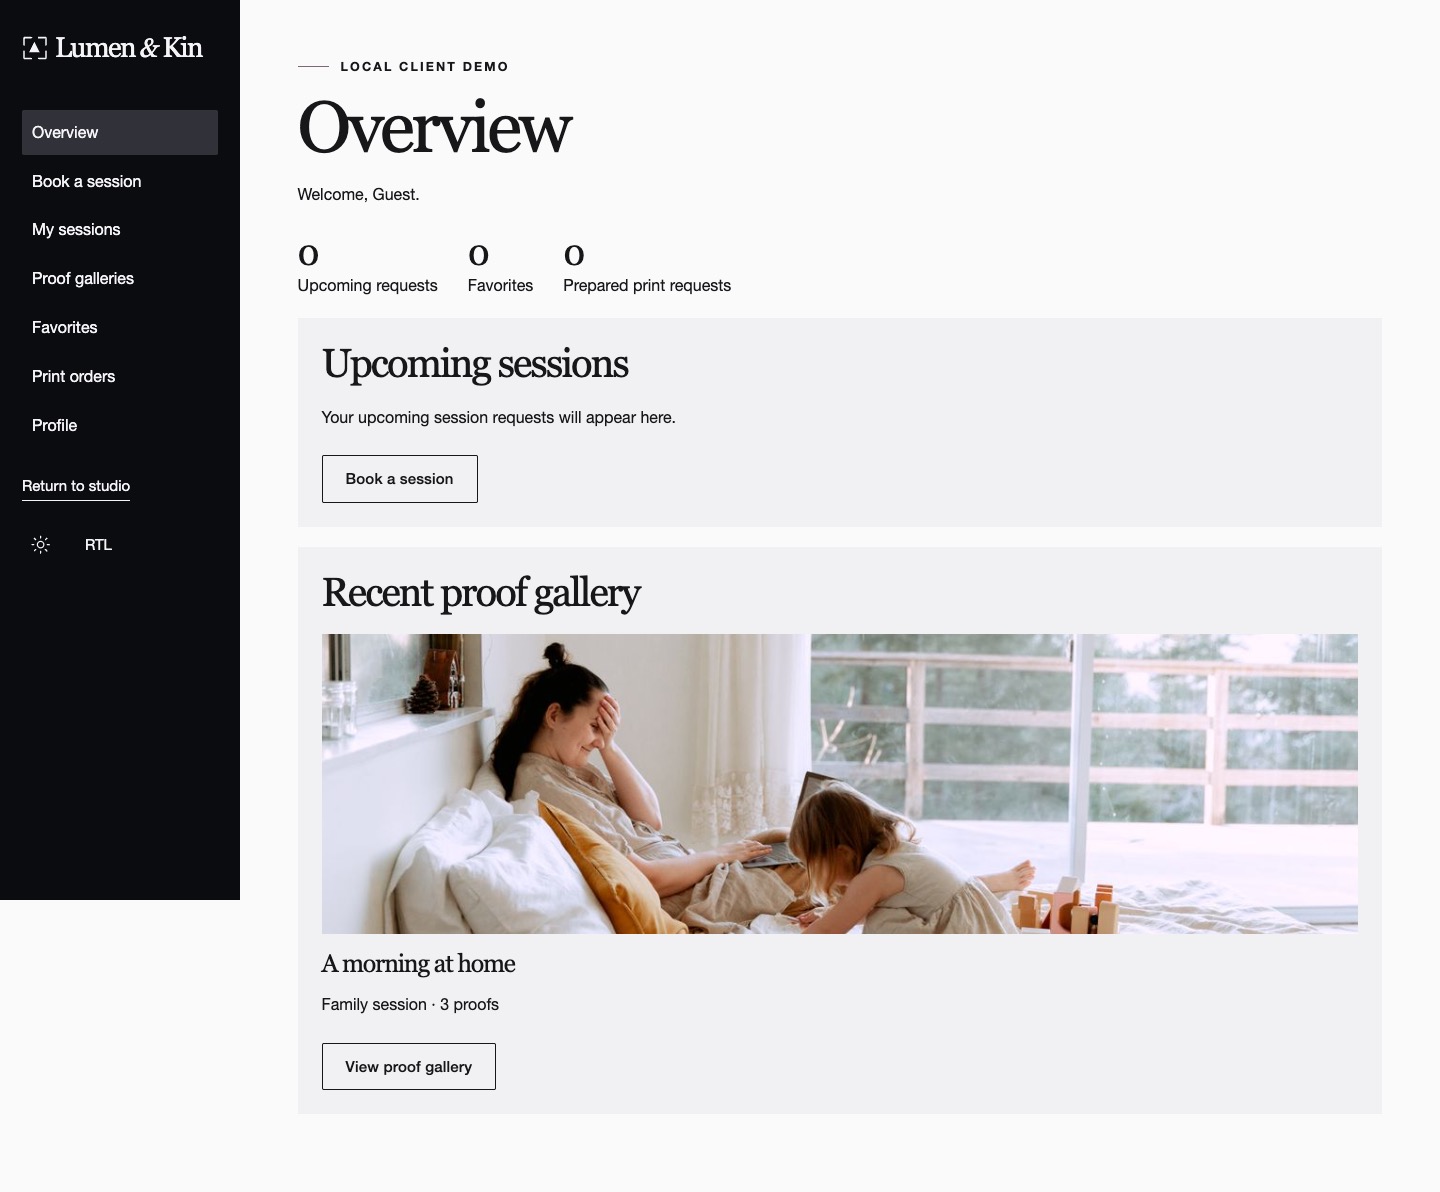 Lumen & Kin
Overview
Book a session
My sessions
Proof galleries
Favorites
Print orders
Profile
Return to studio
RTL
LOCAL CLIENT DEMO
Overview
Welcome, Guest.
0 0 0
Upcoming requests Favorites Prepared print requests
Upcoming sessions
Your upcoming session requests will appear here.
Book a session
Recent proof gallery
A morning at home
Family session · 3 proofs
View proof gallery